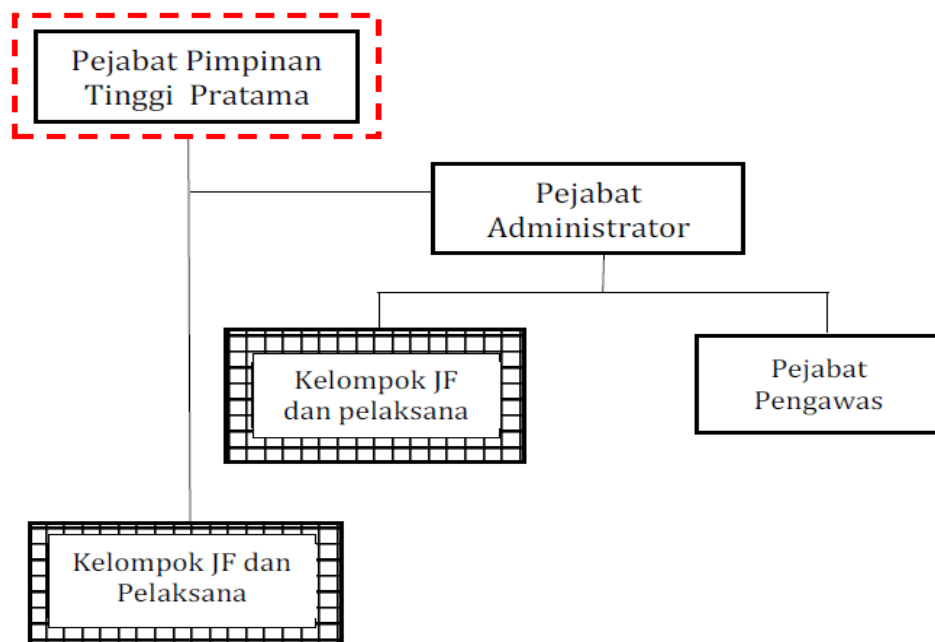 Pejabat Pimpinan
Tinggi Pratama
Pejabat
Administrator
Kelompok JF
dan pelaksana
Pejabat
Pengawas
Kelompok JF dan
Pelaksana